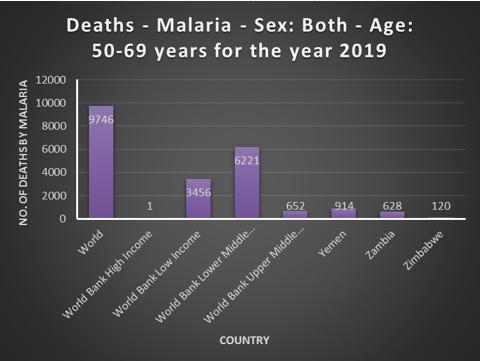 Deaths - Malaria - Sex: Both - Age:
50-69 years for the year 2019
NO. OF DEATHS BY MALARIA
12000
10000
8000
6000
4000
2000
0
9746
1
3456
6221
652
914
628
120
World
World Bank High Income
World Bank Low Income
World Bank Lower Middle...
World Bank Upper Middle...
Yemen
Zambia
Zimbabwe
COUNTRY